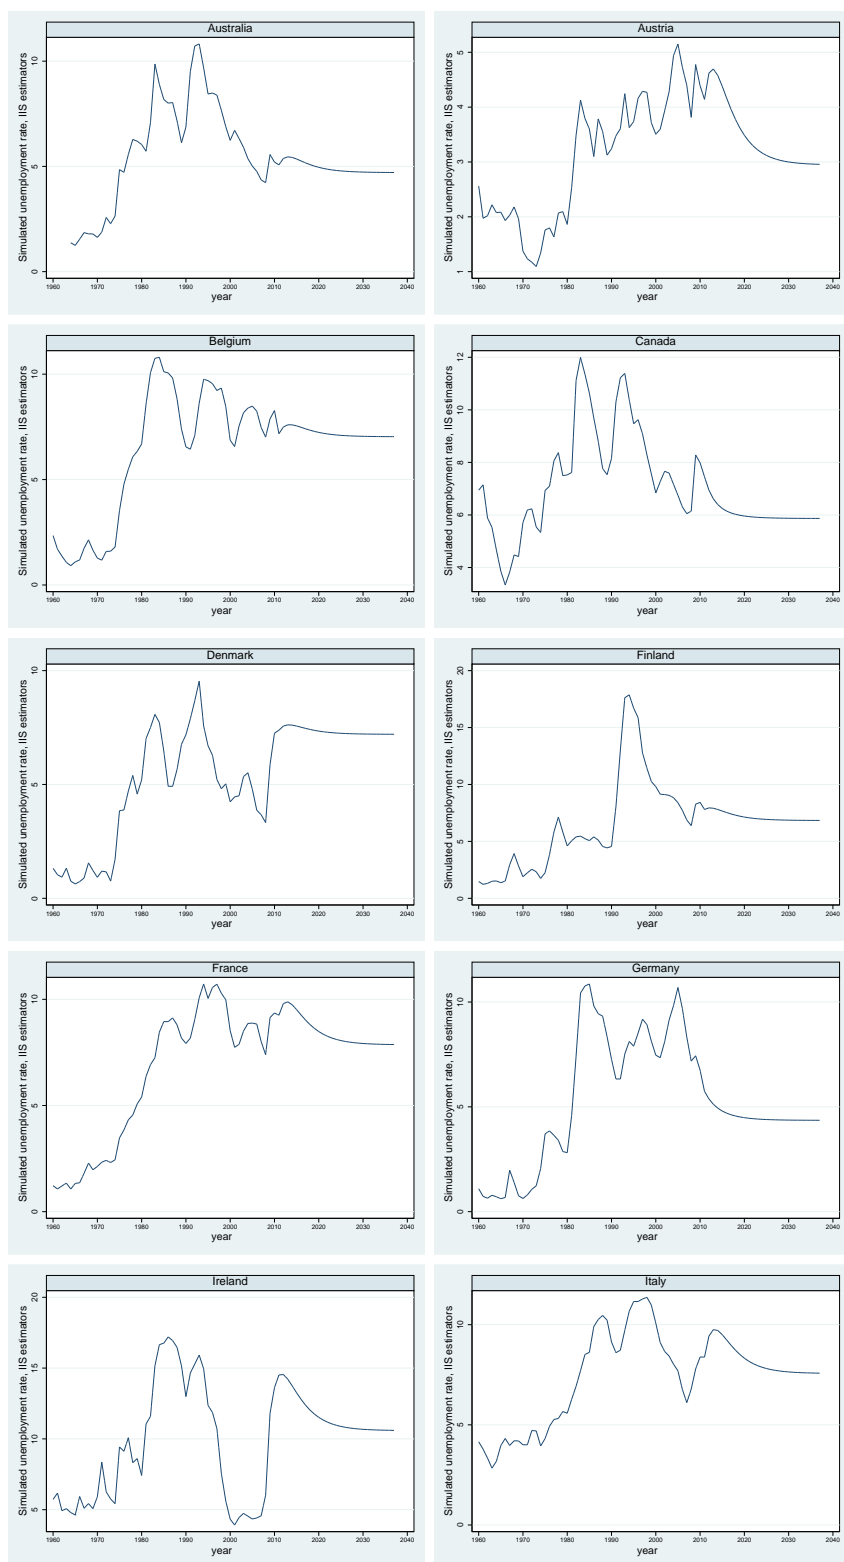 Australia
Simulated unemployment rate, IIS estimators
10
5
0
1960 1970 1980 1990 2000 2010 2020 2030 2040
year
Austria
Simulated unemployment rate, IIS estimators
5
4
3
2
1
1960 1970 1980 1990 2000 2010 2020 2030 2040
year
Belgium
Simulated unemployment rate, IIS estimators
10
5
0
1960 1970 1980 1990 2000 2010 2020 2030 2040
year
Canada
Simulated unemployment rate, IIS estimators
12
10
8
6
4
1960 1970 1980 1990 2000 2010 2020 2030 2040
year
Denmark
Simulated unemployment rate, IIS estimators
10
5
0
1960 1970 1980 1990 2000 2010 2020 2030 2040
year
Finland
Simulated unemployment rate, IIS estimators
20
15
10
5
0
1960 1970 1980 1990 2000 2010 2020 2030 2040
year
France
Simulated unemployment rate, IIS estimators
10
5
0
1960 1970 1980 1990 2000 2010 2020 2030 2040
year
Germany
Simulated unemployment rate, IIS estimators
10
5
0
1960 1970 1980 1990 2000 2010 2020 2030 2040
year
Ireland
Simulated unemployment rate, IIS estimators
20
15
10
5
1960 1970 1980 1990 2000 2010 2020 2030 2040
year
Italy
Simulated unemployment rate, IIS estimators
10
5
0
1960 1970 1980 1990 2000 2010 2020 2030 2040
year